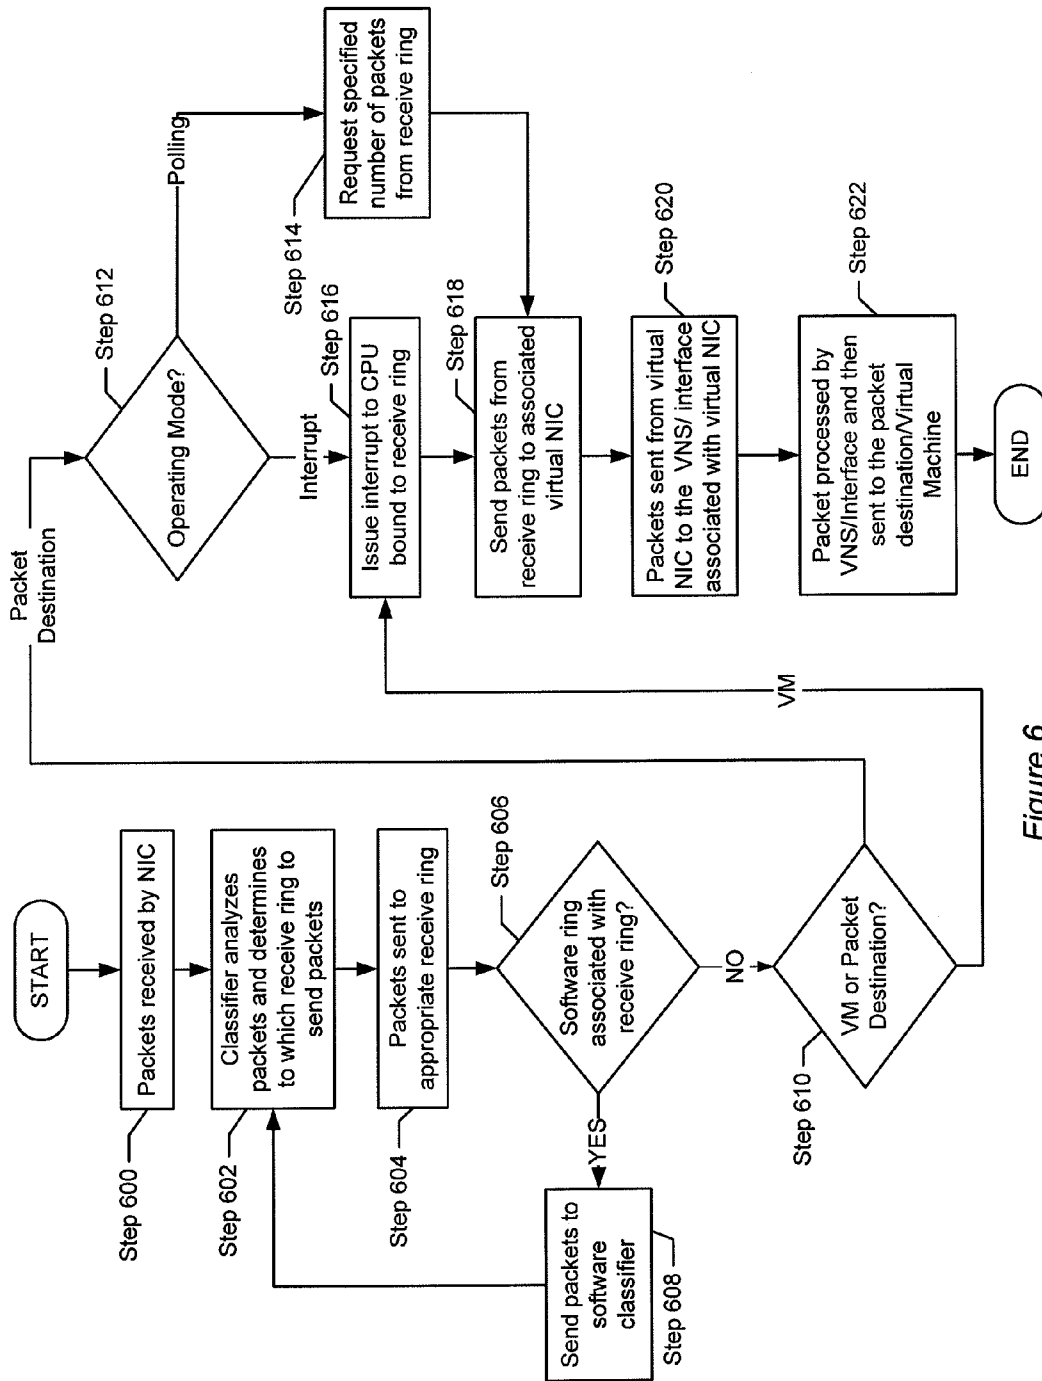 START
Packets received by NIC
Step 600
Classifier analyzes
packets and determines
to which receive ring to
send packets
Step 602
Packets sent to
appropriate receive ring
Step 604
Software ring
associated with
receive ring?
Step 606
YES
NO
Send packets to
software
classifier
Step 608
VM or Packet
Destination?
Step 610
Packet
Destination
VM
Operating Mode?
Step 612
Polling
Interrupt
Request specified
number of packets
from receive ring
Step 614
Issue interrupt to CPU
bound to receive ring
Step 616
Send packets from
receive ring to associated
virtual NIC
Step 618
Packets sent from virtual
NIC to the VNS/ interface
associated with virtual NIC
Step 620
Packet processed by
VNS/Interface and then
sent to the packet
destination/Virtual
Machine
Step 622
END
Figure 6